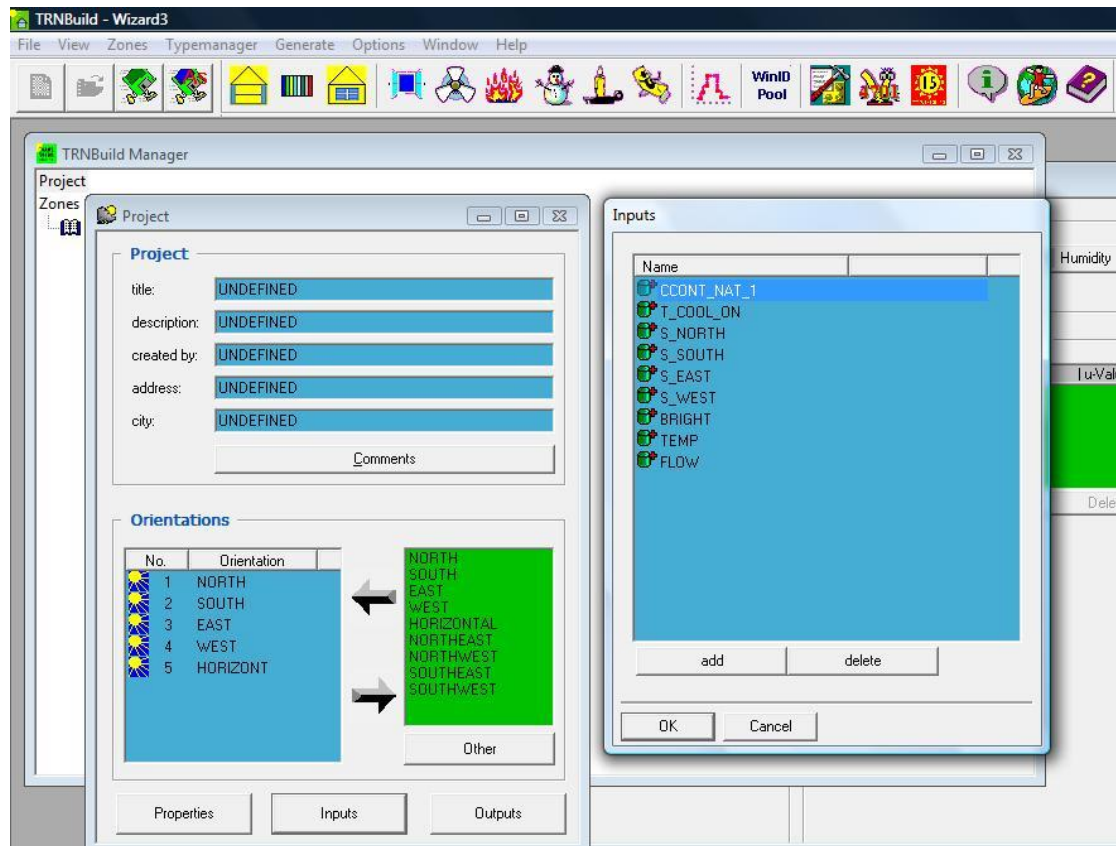 TRNBuild - Wizard3
File View Zones Typemanager Generate Options Window Help
WinID
Pool
15
TRNBuild Manager
Project
Zones
Project
Project
title: UNDEFINED
description: UNDEFINED
created by: UNDEFINED
address: UNDEFINED
city: UNDEFINED
Comments
Orientations
No. Orientation
1 NORTH
2 SOUTH
3 EAST
4 WEST
5 HORIZONT
NORTH
SOUTH
EAST
WEST
HORIZONTAL
NORTHEAST
NORTHWEST
SOUTHEAST
SOUTHWEST
Other
Properties Inputs Outputs
Inputs
Name
CCONT_NAT_1
T_COOL_ON
S_NORTH
S_SOUTH
S_EAST
S_WEST
BRIGHT
TEMP
FLOW
add delete
OK Cancel
Humidity
u-Val
Dele